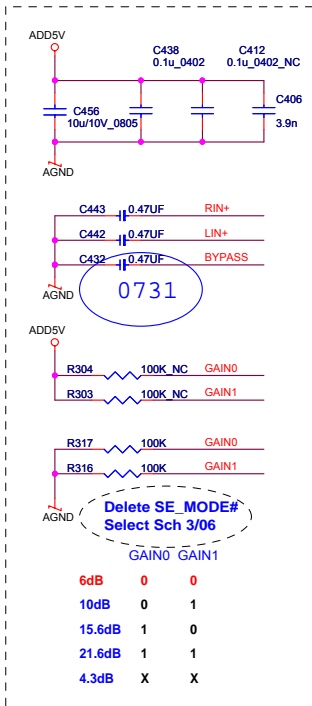 ADD5V
C438 C412
0.1u_0402 0.1u_0402_NC
C456 C406
10u/10V_0805 3.9n
AGND
C443 0.47UF RIN+
C442 0.47UF LIN+
C432 0.47UF BYPASS
AGND 0731
ADD5V
R304 100K_NC GAIN0
R303 100K_NC GAIN1
R317 100K GAIN0
R316 100K GAIN1
AGND
Delete SE_MODE#
Select Sch 3/06
GAIN0 GAIN1
6dB 0 0
10dB 0 1
15.6dB 1 0
21.6dB 1 1
4.3dB X X